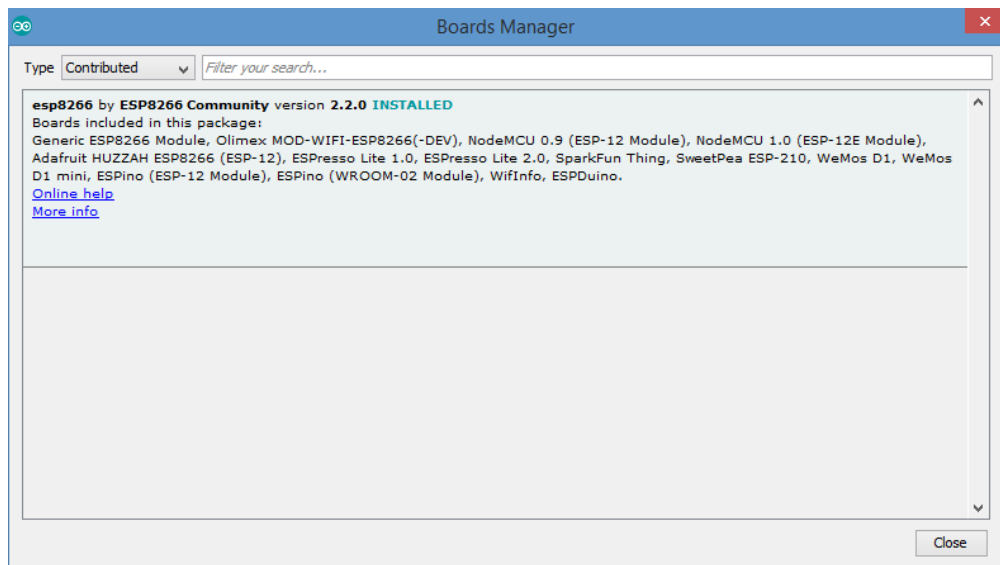 Boards Manager
Type Contributed Filter your search...
esp8266 by ESP8266 Community version 2.2.0 INSTALLED
Boards included in this package:
Generic ESP8266 Module, Olimex MOD-WIFI-ESP8266(-DEV), NodeMCU 0.9 (ESP-12 Module), NodeMCU 1.0 (ESP-12E Module),
Adafruit HUZZAH ESP8266 (ESP-12), ESPresso Lite 1.0, ESPresso Lite 2.0, SparkFun Thing, SweetPea ESP-210, WeMos D1, WeMos
D1 mini, ESPino (ESP-12 Module), ESPino (WROOM-02 Module), WifInfo, ESPDuino.
Online help
More info
Close